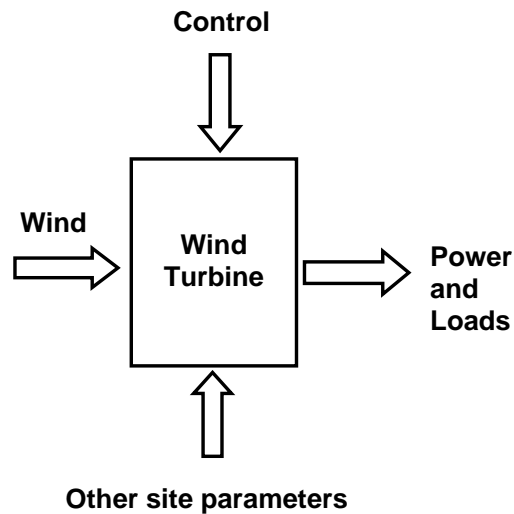 Control
Wind
Wind
Turbine
Power
and
Loads
Other site parameters